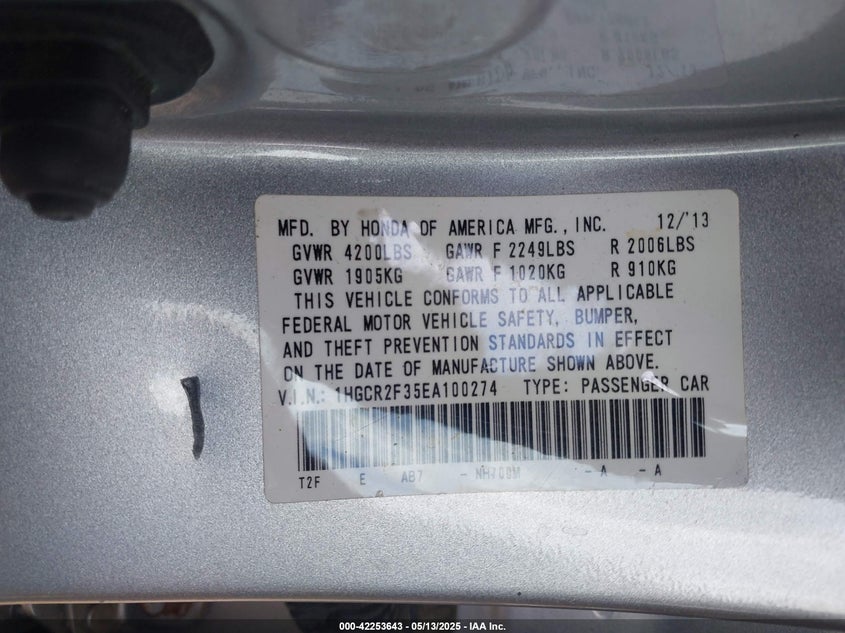 MFD. BY HONDA OF AMERICA MFG., INC. 12/'13
GVWR 4200LBS GAWR F 2249LBS R 2006LBS
GVWR 1905KG GAWR F 1020KG R 910KG
THIS VEHICLE CONFORMS TO ALL APPLICABLE
FEDERAL MOTOR VEHICLE SAFETY, BUMPER,
AND THEFT PREVENTION STANDARDS IN EFFECT
ON THE DATE OF MANUFACTURE SHOWN ABOVE.
V.I.N.: 1HGCR2F35EA100274 TYPE: PASSENGER CAR
T2F E AB7 - NH700M - A - A
000-42253643 - 05/13/2025 - IAA Inc.